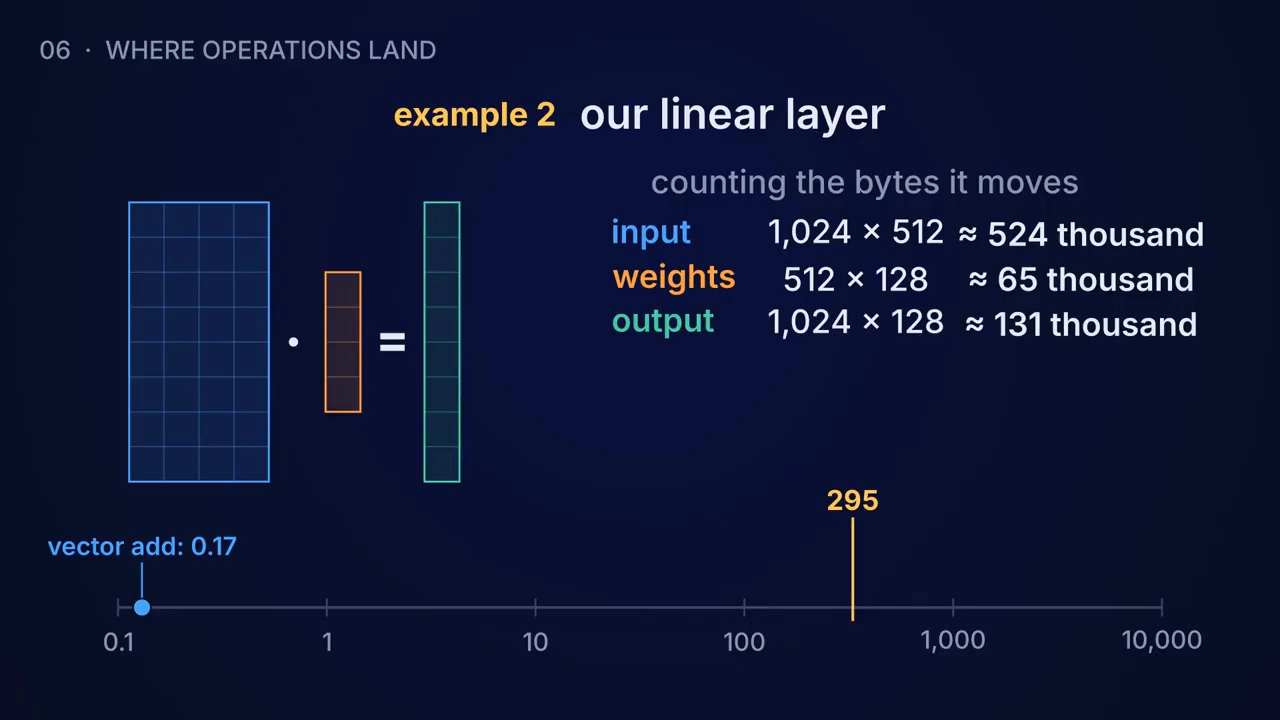 06 · WHERE OPERATIONS LAND
example 2 our linear layer
counting the bytes it moves
input 1,024 × 512 ≈ 524 thousand
weights 512 × 128 ≈ 65 thousand
output 1,024 × 128 ≈ 131 thousand
· =
295
vector add: 0.17
0.1 1 10 100 1,000 10,000